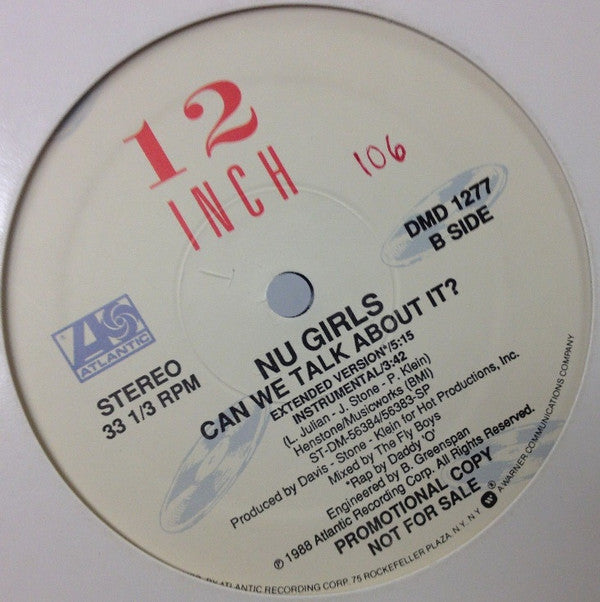 12
INCH
106
DMD 1277
B SIDE
ATLANTIC
STEREO
33 1/3 RPM
NU GIRLS
CAN WE TALK ABOUT IT?
EXTENDED VERSION*/5:15
INSTRUMENTAL/3:42
(L. Julian - J. Stone - P. Klein)
Henstone/Musicworks (BMI)
ST-DM-56384/56383-SP
Produced by Davis - Stone - Klein for Hot Productions, Inc.
Mixed by The Fly Boys
*Rap by Daddy 'O'
Engineered by B. Greenspan
℗ 1988 Atlantic Recording Corp. All Rights Reserved.
PROMOTIONAL COPY
NOT FOR SALE
BY ATLANTIC RECORDING CORP. 75 ROCKEFELLER PLAZA, N.Y. N.Y. A WARNER COMMUNICATIONS COMPANY